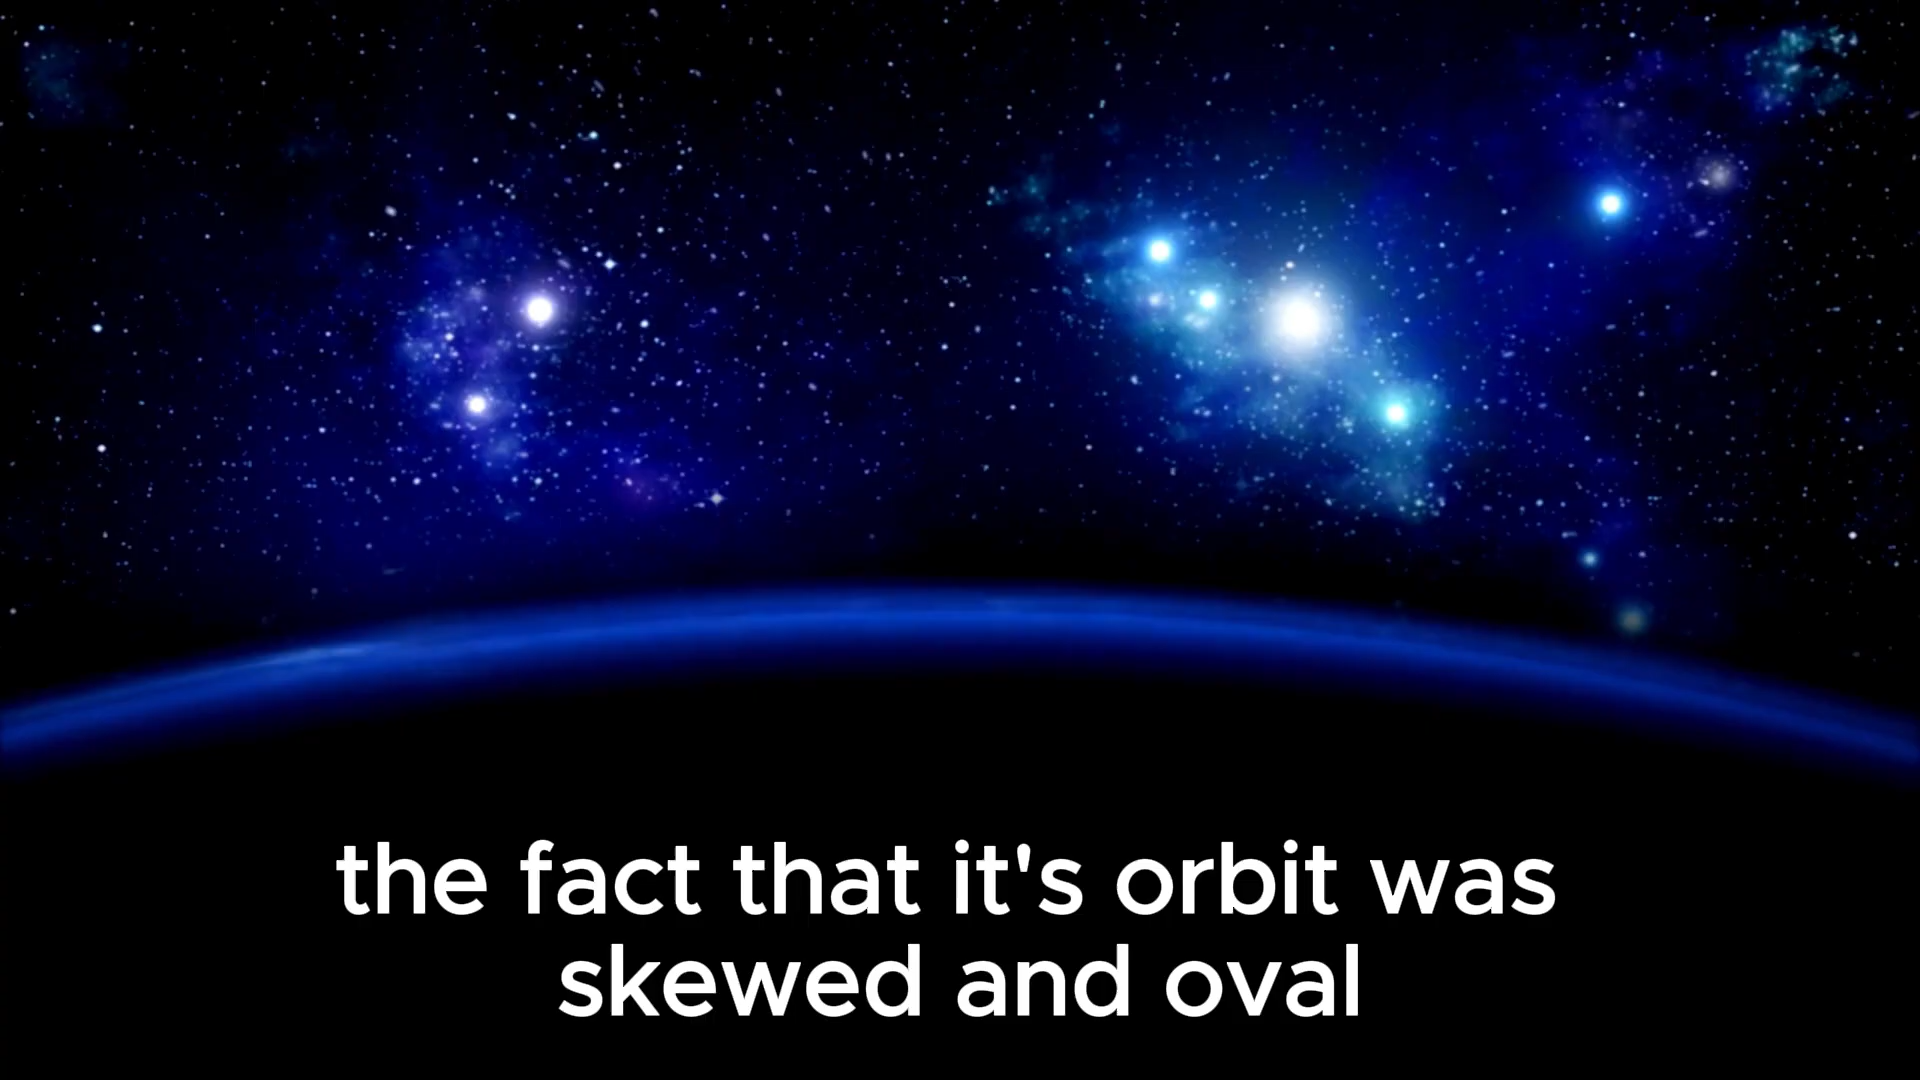 the fact that it's orbit was
skewed and oval